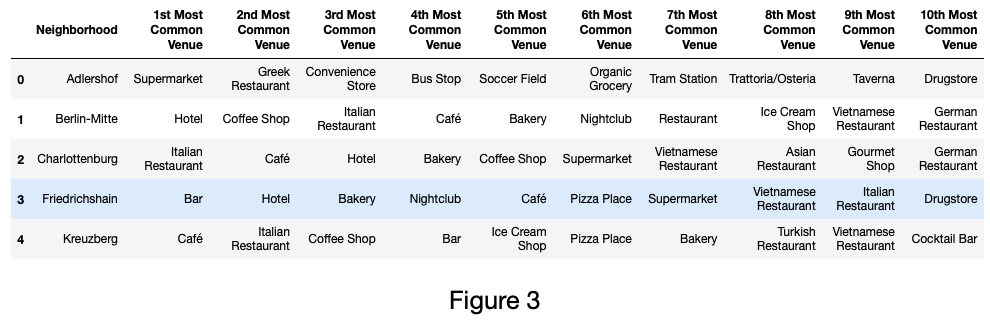 Neighborhood 1st Most Common Venue 2nd Most Common Venue 3rd Most Common Venue 4th Most Common Venue 5th Most Common Venue 6th Most Common Venue 7th Most Common Venue 8th Most Common Venue 9th Most Common Venue 10th Most Common Venue
0 Adlershof Supermarket Greek Restaurant Convenience Store Bus Stop Soccer Field Organic Grocery Tram Station Trattoria/Osteria Taverna Drugstore
1 Berlin-Mitte Hotel Coffee Shop Italian Restaurant Café Bakery Nightclub Restaurant Ice Cream Shop Vietnamese Restaurant German Restaurant
2 Charlottenburg Italian Restaurant Café Hotel Bakery Coffee Shop Supermarket Vietnamese Restaurant Asian Restaurant Gourmet Shop German Restaurant
3 Friedrichshain Bar Hotel Bakery Nightclub Café Pizza Place Supermarket Vietnamese Restaurant Italian Restaurant Drugstore
4 Kreuzberg Café Italian Restaurant Coffee Shop Bar Ice Cream Shop Pizza Place Bakery Turkish Restaurant Vietnamese Restaurant Cocktail Bar
Figure 3